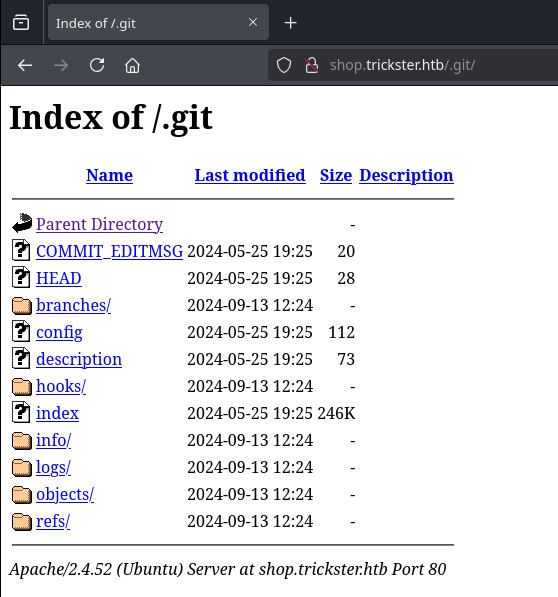 Index of /.git
shop.trickster.htb/.git/
Index of /.git
Name Last modified Size Description
Parent Directory -
COMMIT_EDITMSG 2024-05-25 19:25 20
HEAD 2024-05-25 19:25 28
branches/ 2024-09-13 12:24 -
config 2024-05-25 19:25 112
description 2024-05-25 19:25 73
hooks/ 2024-09-13 12:24 -
index 2024-05-25 19:25 246K
info/ 2024-09-13 12:24 -
logs/ 2024-09-13 12:24 -
objects/ 2024-09-13 12:24 -
refs/ 2024-09-13 12:24 -
Apache/2.4.52 (Ubuntu) Server at shop.trickster.htb Port 80